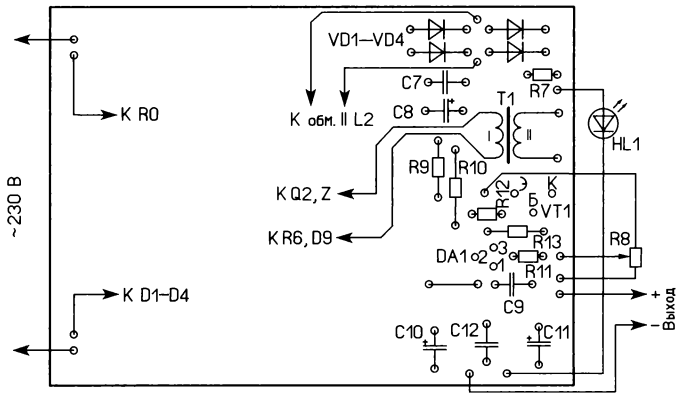 VD1–VD4
C7
К обм. II L2
C8
T1
R7
HL1
К R0
I
II
~230 В
R9
R10
К Q2, Z
R12
Э
К
Б
VT1
К R6, D9
R13
R8
DA1
3
2
1
R11
К D1–D4
C9
+
–
Выход
C10
+
C12
+
C11
+